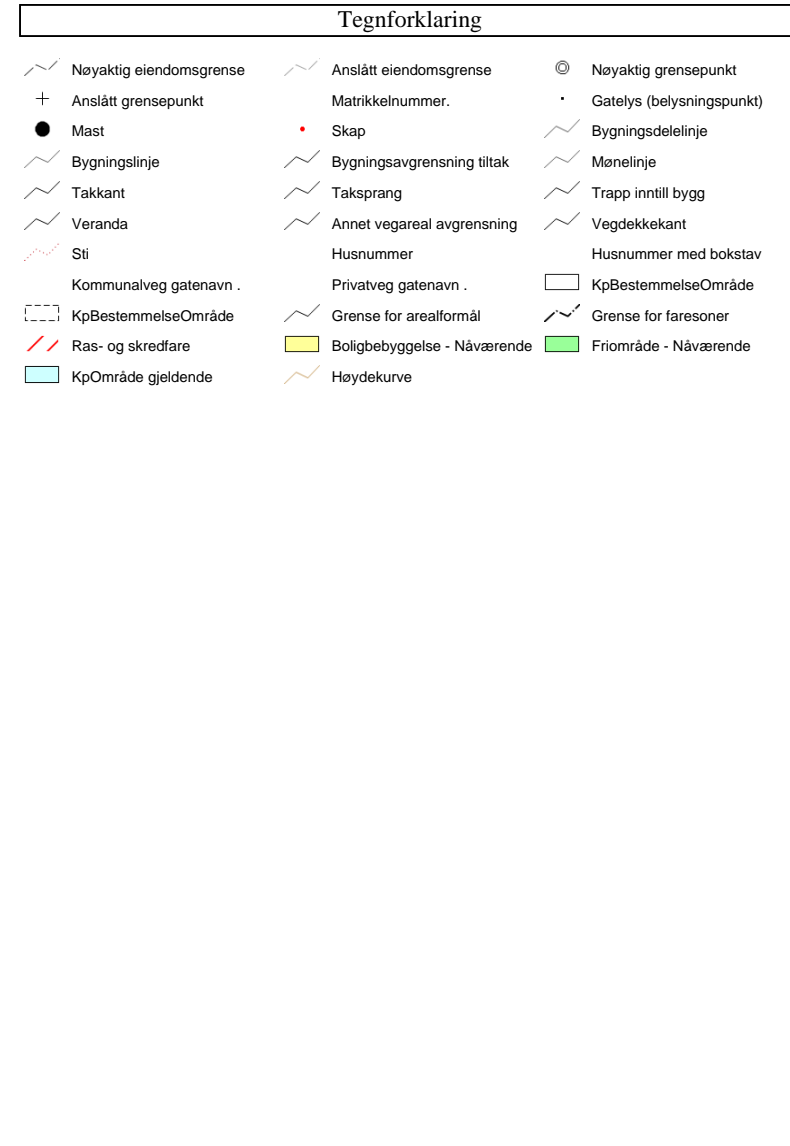 Tegnforklaring
Nøyaktig eiendomsgrense Anslått eiendomsgrense Nøyaktig grensepunkt
Anslått grensepunkt Matrikkelnummer. Gatelys (belysningspunkt)
Mast Skap Bygningsdelelinje
Bygningslinje Bygningsavgrensning tiltak Mønelinje
Takkant Taksprang Trapp inntill bygg
Veranda Annet vegareal avgrensning Vegdekkekant
Sti Husnummer Husnummer med bokstav
Kommunalveg gatenavn . Privatveg gatenavn . KpBestemmelseOmråde
KpBestemmelseOmråde Grense for arealformål Grense for faresoner
Ras- og skredfare Boligbebyggelse - Nåværende Friområde - Nåværende
KpOmråde gjeldende Høydekurve